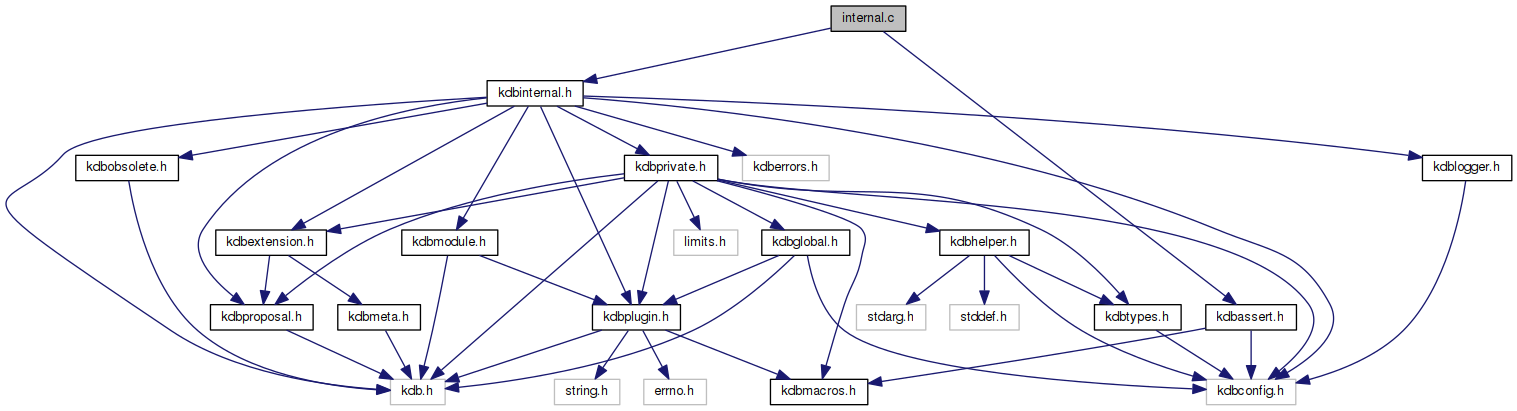 internal.c
kdbinternal.h
kdbobsolete.h
kdbprivate.h
kdberrors.h
kdblogger.h
kdbextension.h
kdbmodule.h
limits.h
kdbglobal.h
kdbhelper.h
kdbproposal.h
kdbmeta.h
kdbplugin.h
stdarg.h
stddef.h
kdbtypes.h
kdbassert.h
kdb.h
string.h
errno.h
kdbmacros.h
kdbconfig.h